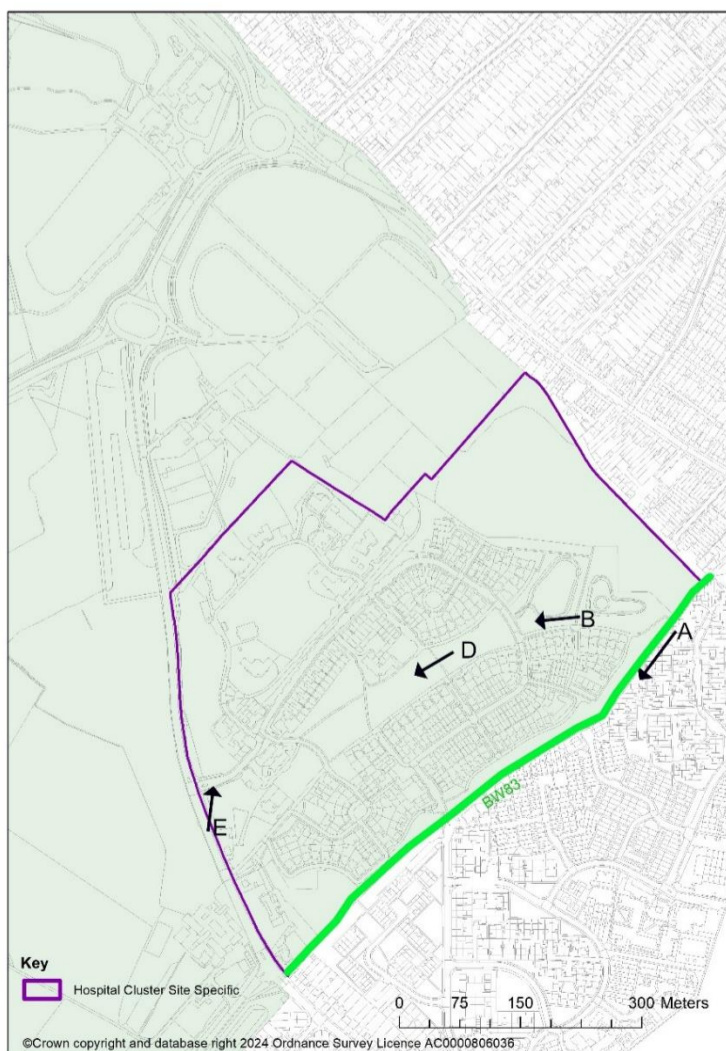 B
A
D
BW83
E
Key
Hospital Cluster Site Specific
0 75 150 300 Meters
©Crown copyright and database right 2024 Ordnance Survey Licence AC0000806036